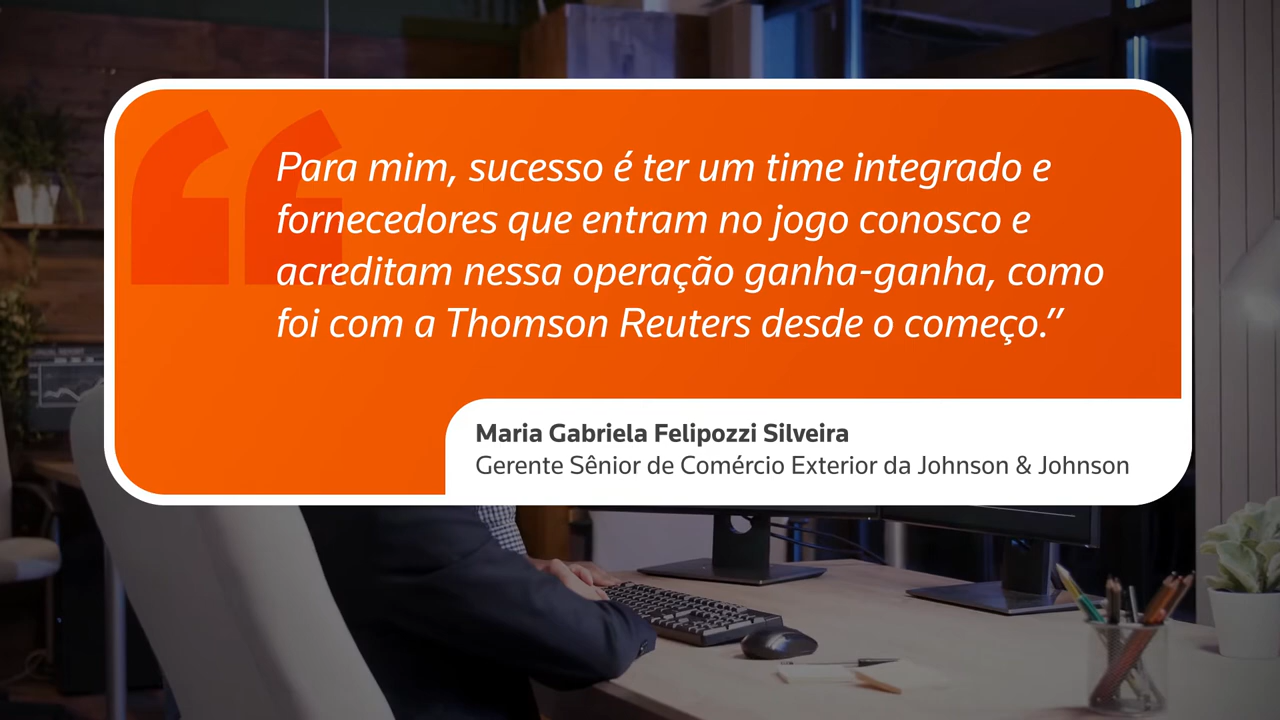 Para mim, sucesso é ter um time integrado e
fornecedores que entram no jogo conosco e
acreditam nessa operação ganha-ganha, como
foi com a Thomson Reuters desde o começo.”
Maria Gabriela Felipozzi Silveira
Gerente Sênior de Comércio Exterior da Johnson & Johnson